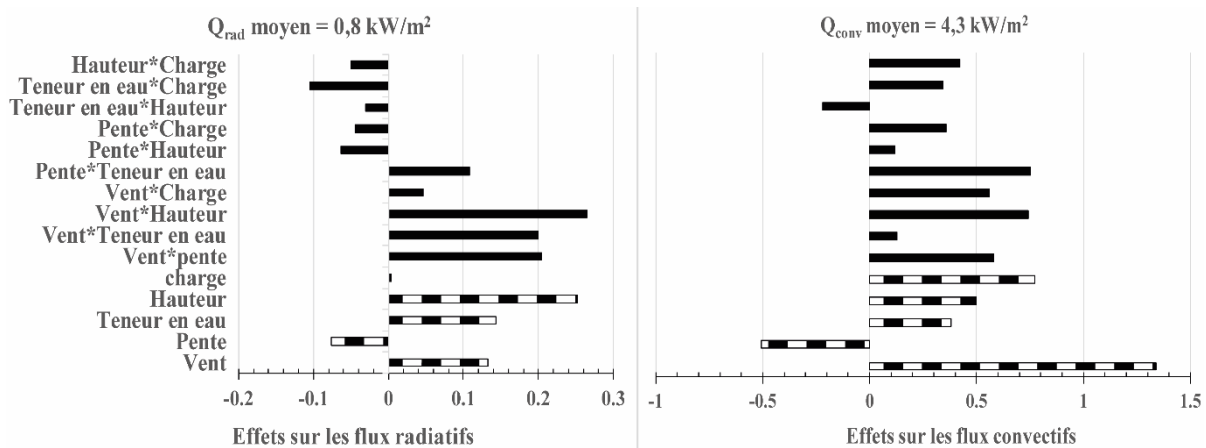 Q_rad moyen = 0,8 kW/m²
Hauteur*Charge
Teneur en eau*Charge
Teneur en eau*Hauteur
Pente*Charge
Pente*Hauteur
Pente*Teneur en eau
Vent*Charge
Vent*Hauteur
Vent*Teneur en eau
Vent*pente
charge
Hauteur
Teneur en eau
Pente
Vent
-0.2 -0.1 0 0.1 0.2 0.3
Effets sur les flux radiatifs
Q_conv moyen = 4,3 kW/m²
-1 -0.5 0 0.5 1 1.5
Effets sur les flux convectifs